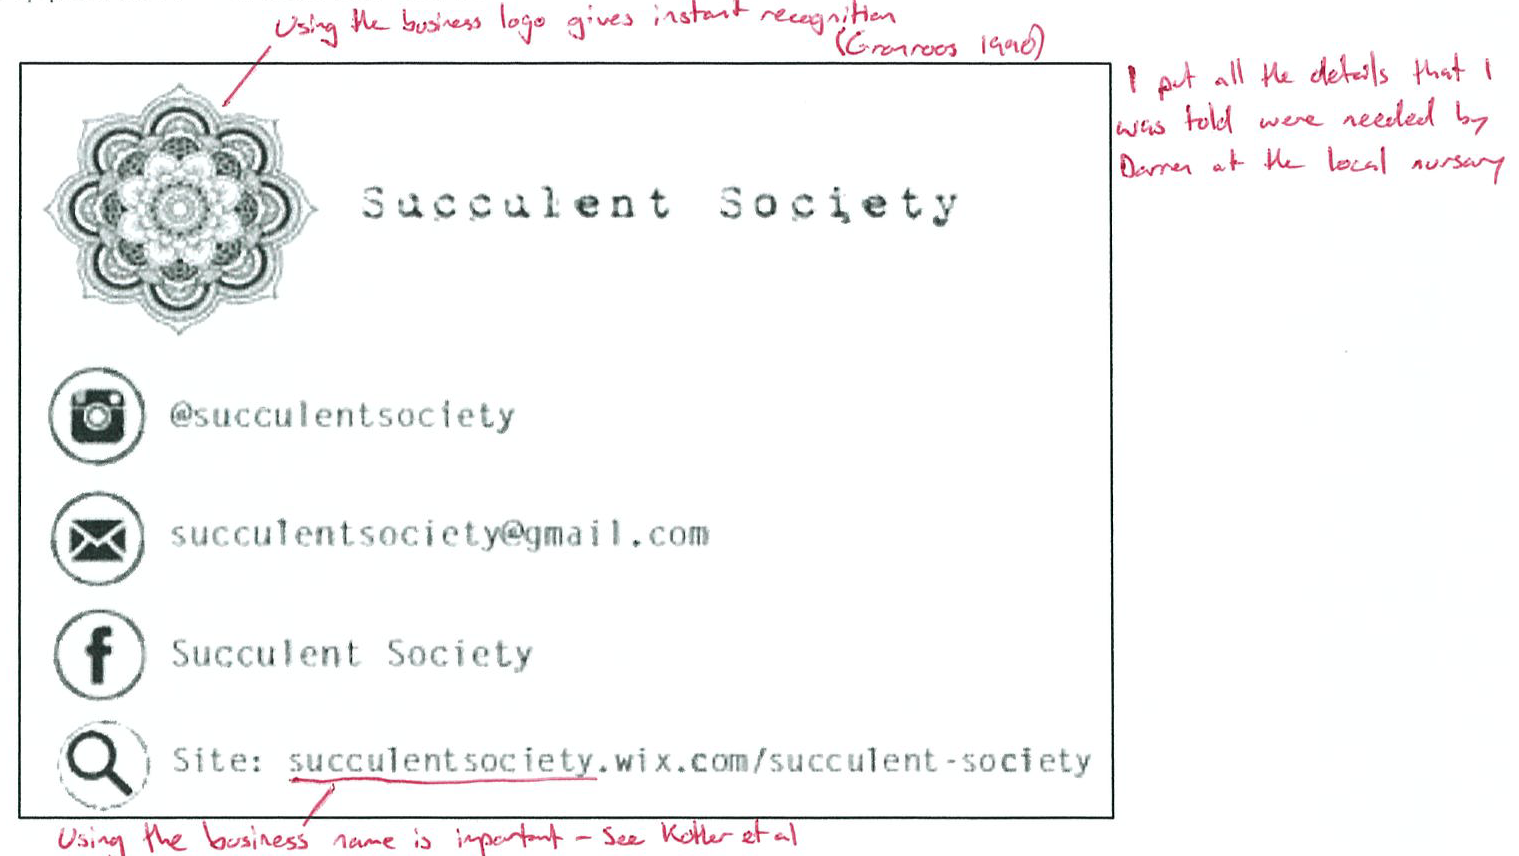 Using the business logo gives instant recognition
(Gronroos 1990)
I put all the details that I
was told were needed by
Darren at the local nursary
Succulent Society
@succulentsociety
succulentsociety@gmail.com
f
Succulent Society
Site: succulentsociety.wix.com/succulent-society
Using the business name is important - See Kotler et al